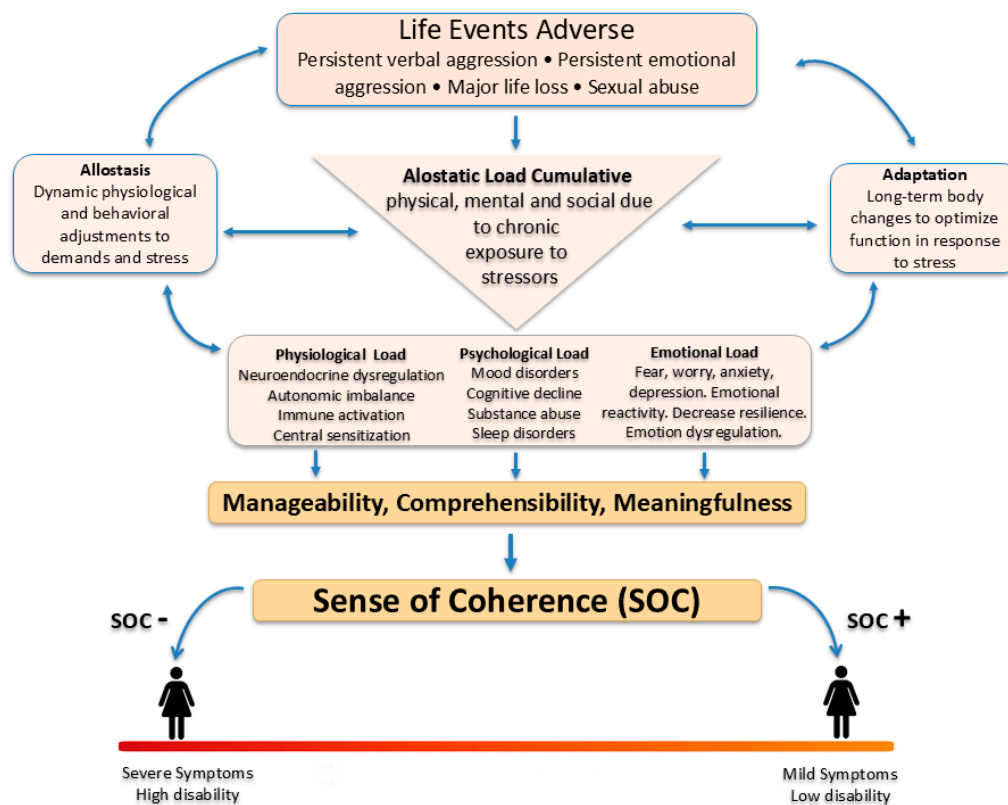 Life Events Adverse
Persistent verbal aggression • Persistent emotional
aggression • Major life loss • Sexual abuse
Allostasis
Dynamic physiological
and behavioral
adjustments to
demands and stress
Alostatic Load Cumulative
physical, mental and social due
to chronic
exposure to
stressors
Adaptation
Long-term body
changes to optimize
function in response
to stress
Physiological Load
Neuroendocrine dysregulation
Autonomic imbalance
Immune activation
Central sensitization
Psychological Load
Mood disorders
Cognitive decline
Substance abuse
Sleep disorders
Emotional Load
Fear, worry, anxiety,
depression. Emotional
reactivity. Decrease resilience.
Emotion dysregulation.
Manageability, Comprehensibility, Meaningfulness
Sense of Coherence (SOC)
SOC -
SOC +
Severe Symptoms
High disability
Mild Symptoms
Low disability